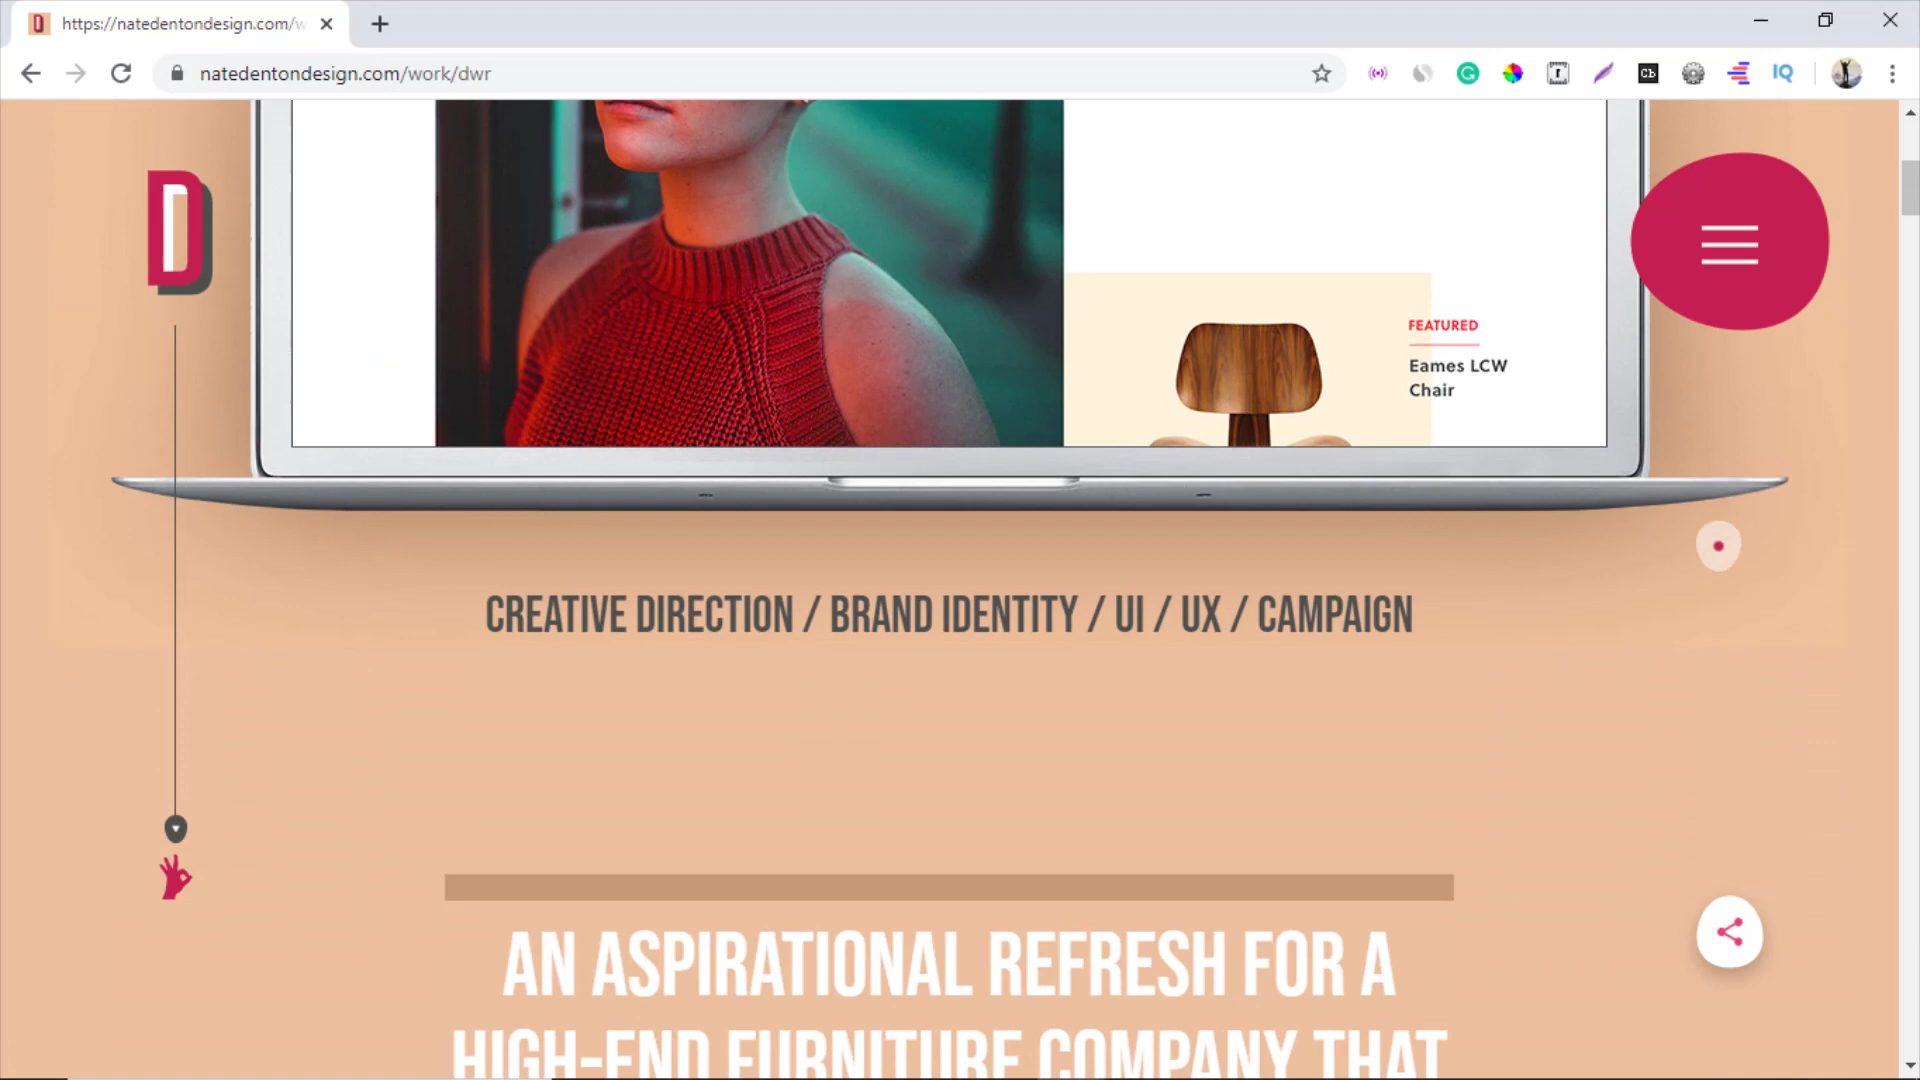 https://natedentondesign.com/w
natedentondesign.com/work/dwr
Cb
IQ
D
FEATURED
Eames LCW
Chair
CREATIVE DIRECTION / BRAND IDENTITY / UI / UX / CAMPAIGN
AN ASPIRATIONAL REFRESH FOR A
HIGH-END FURNITURE COMPANY THAT